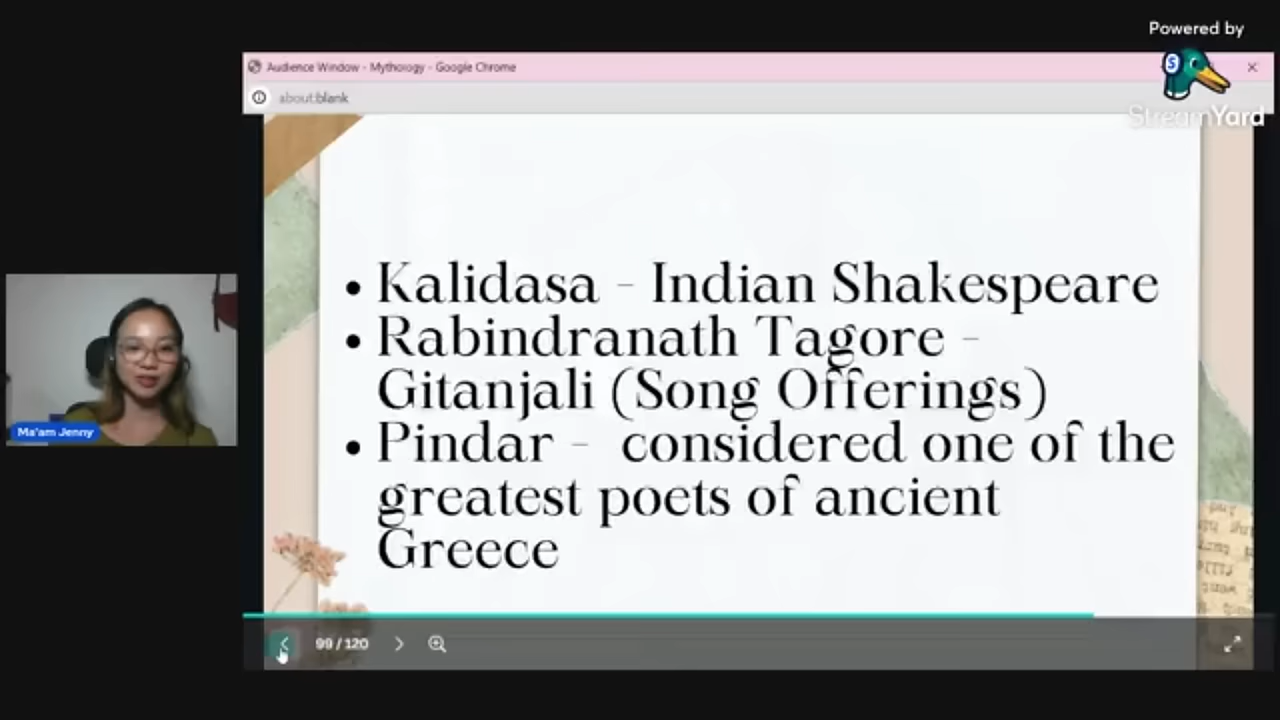 Powered by
StreamYard
Audience Window - Mythology - Google Chrome
about:blank
• Kalidasa - Indian Shakespeare
• Rabindranath Tagore -
Gitanjali (Song Offerings)
• Pindar - considered one of the
greatest poets of ancient
Greece
Ma'am Jenny
99 / 120